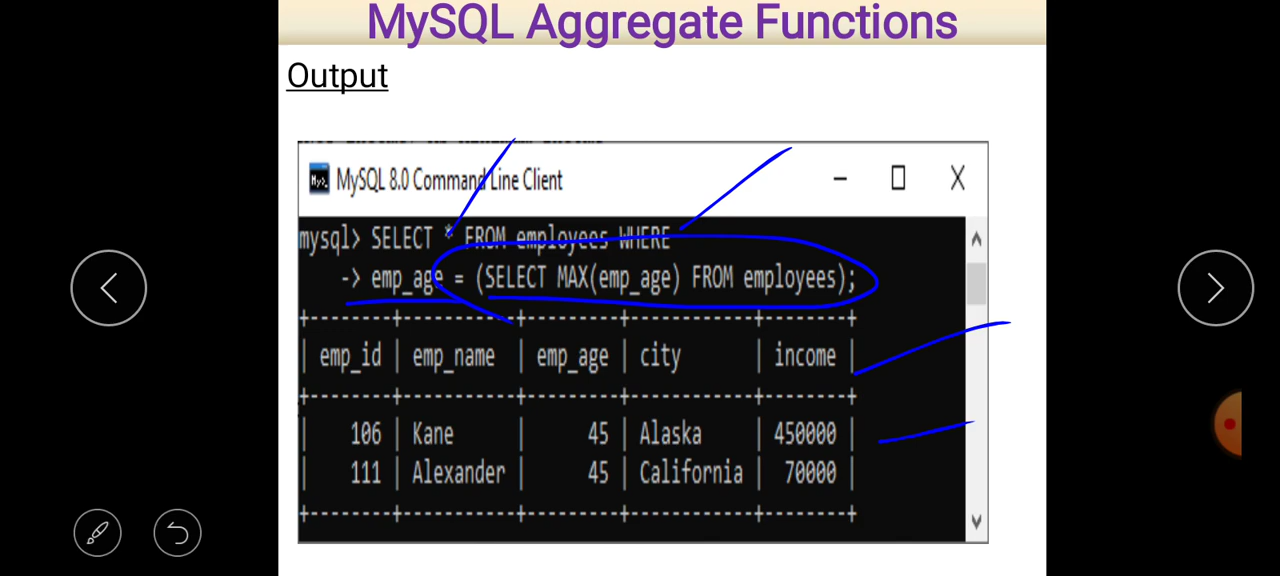 MySQL Aggregate Functions
Output
MySQL 8.0 Command Line Client
mysql> SELECT * FROM employees WHERE
-> emp_age = (SELECT MAX(emp_age) FROM employees);
+--------+-----------+---------+------------+--------+
| emp_id | emp_name | emp_age | city | income |
+--------+-----------+---------+------------+--------+
| 106 | Kane | 45 | Alaska | 450000 |
| 111 | Alexander | 45 | California | 70000 |
+--------+-----------+---------+------------+--------+